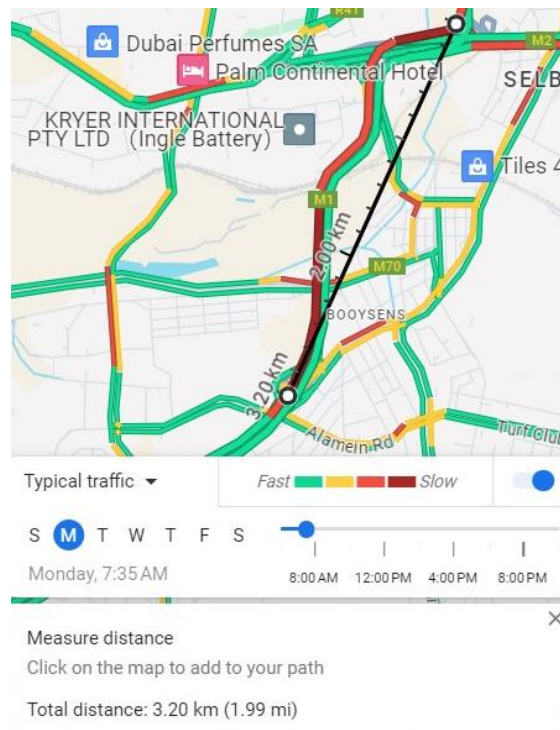 R41
Dubai Perfumes SA
M2
Palm Continental Hotel
SELB
KRYER INTERNATIONAL
PTY LTD (Ingle Battery)
Tiles 4
M1
2.00 km
M70
BOOYSENS
3.20 km
Alamein Rd
Turf Clu
Typical traffic
Fast
Slow
S M T W T F S
Monday, 7:35 AM
8:00 AM 12:00 PM 4:00 PM 8:00 PM
Measure distance
Click on the map to add to your path
Total distance: 3.20 km (1.99 mi)